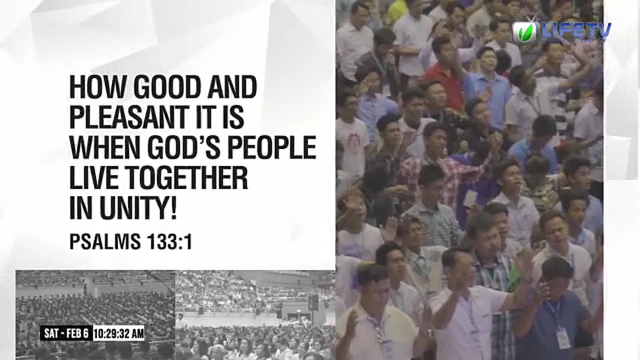 LIFETV
HOW GOOD AND
PLEASANT IT IS
WHEN GOD'S PEOPLE
LIVE TOGETHER
IN UNITY!
PSALMS 133:1
SAT - FEB 6 10:29:32 AM